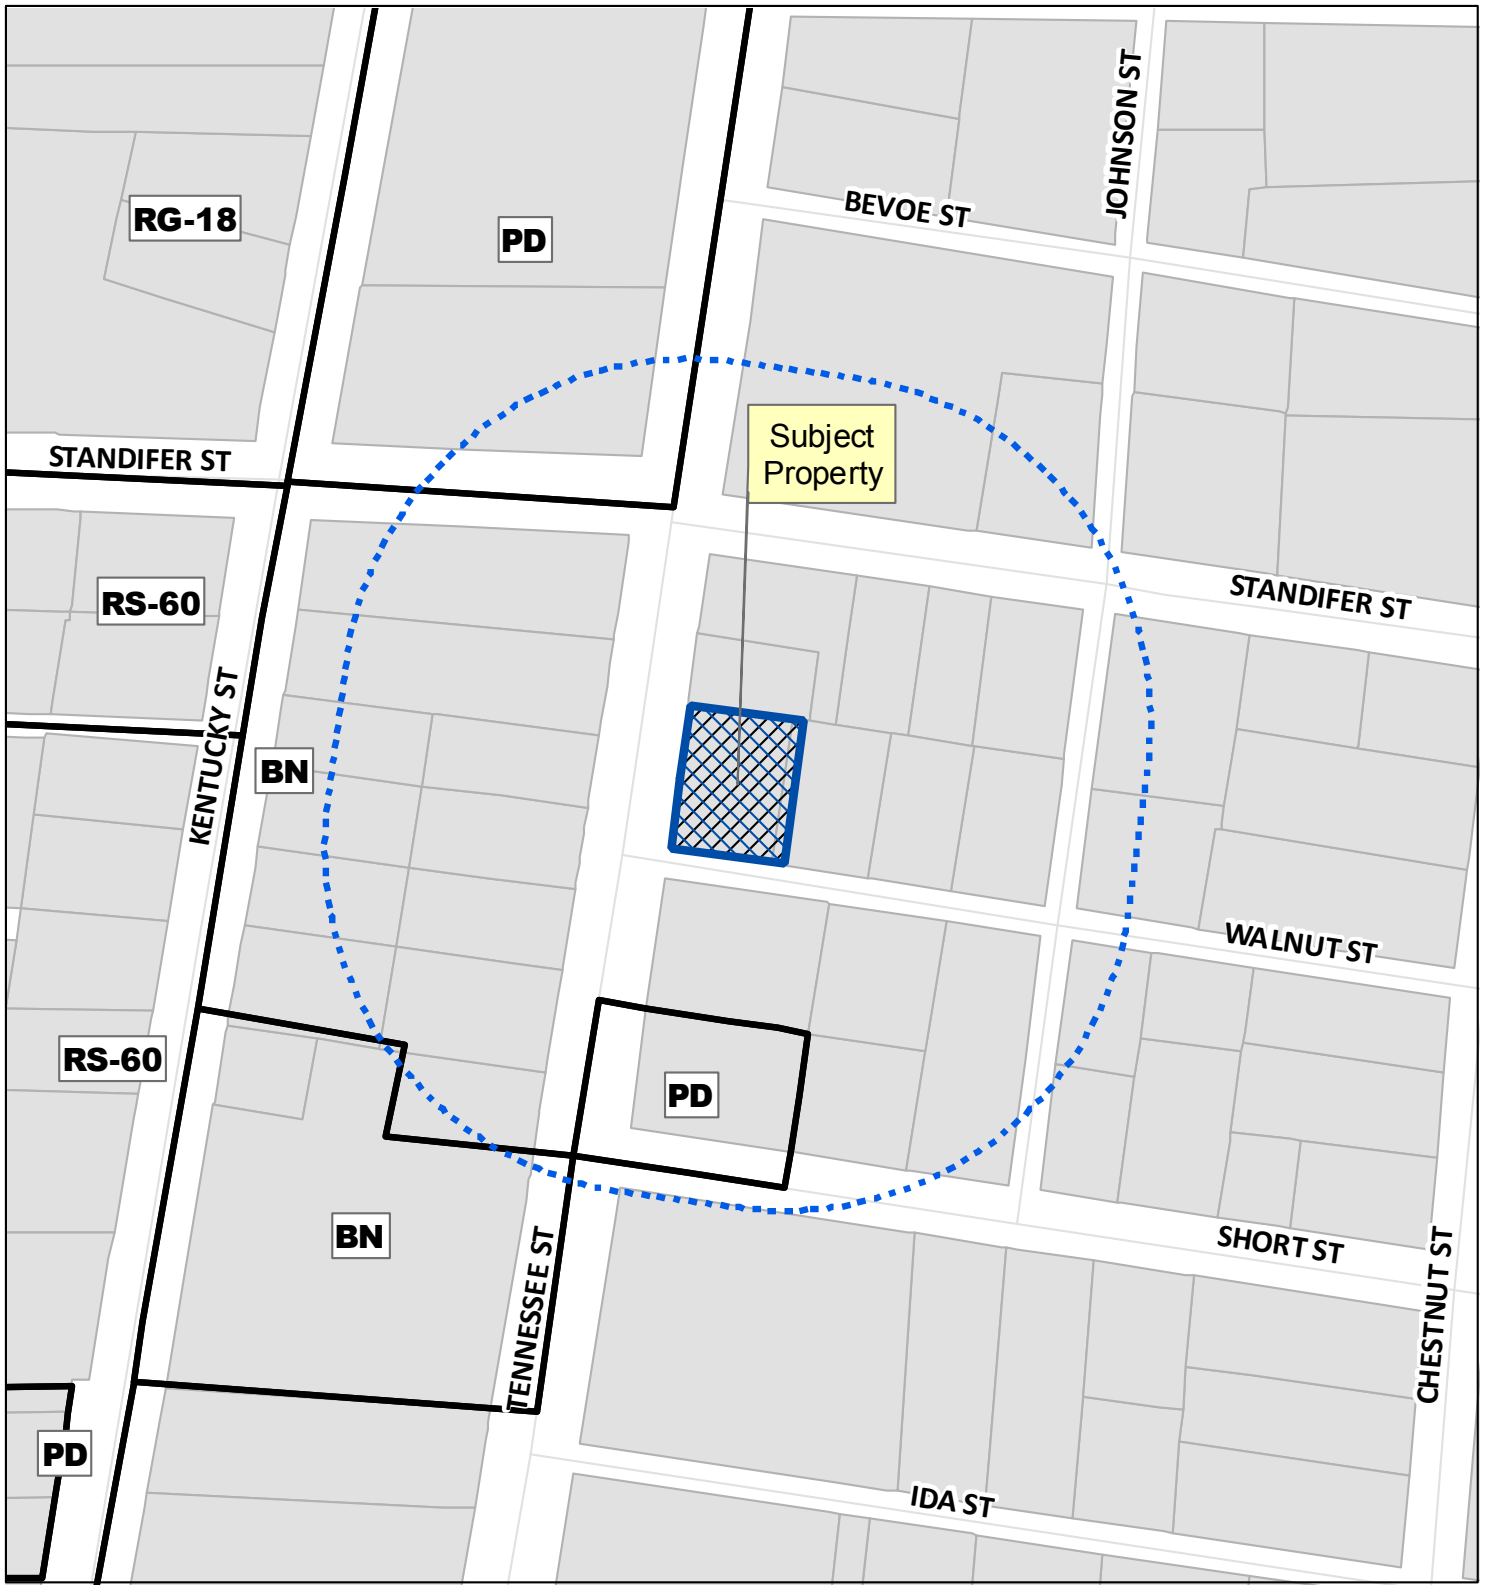 JOHNSON ST
RG-18
BEVOE ST
PD
Subject
Property
STANDIFER ST
STANDIFER ST
RS-60
KENTUCKY ST
BN
WALNUT ST
RS-60
PD
BN
SHORT ST
TENNESSEE ST
CHESTNUT ST
PD
IDA ST